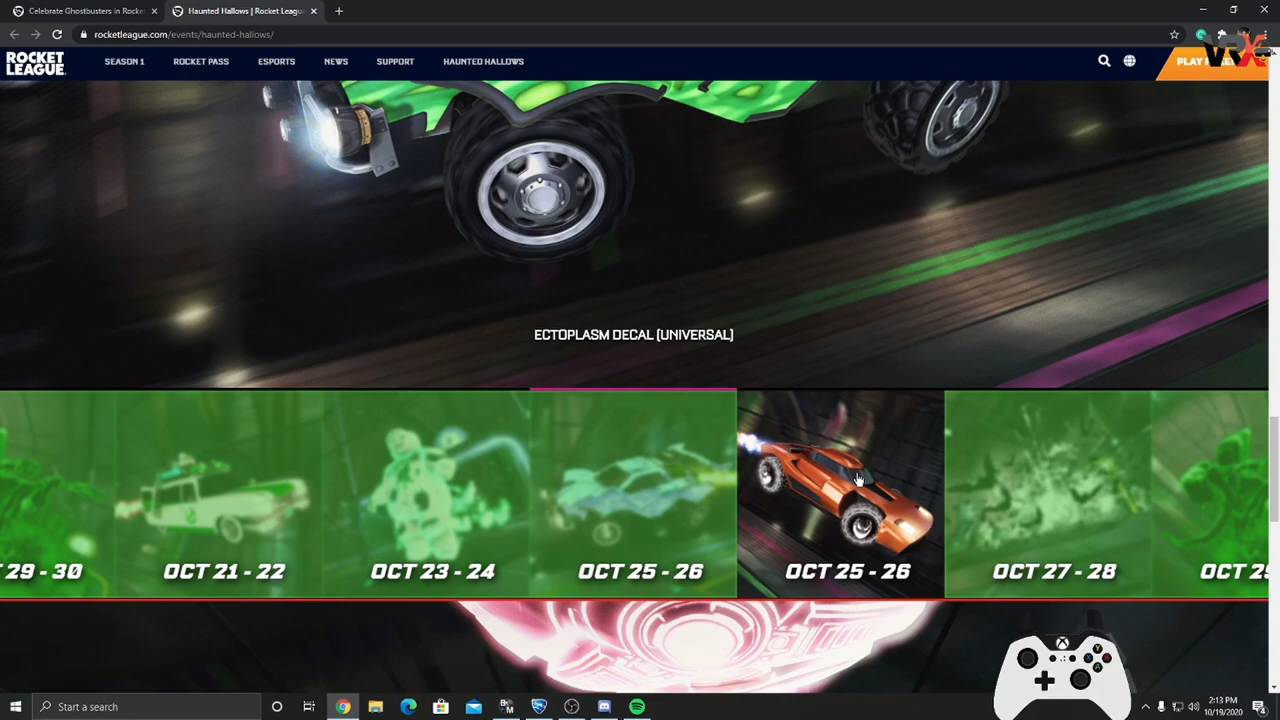 Celebrate Ghostbusters in Rocke
Haunted Hallows | Rocket Leagu
rocketleague.com/events/haunted-hallows/
ROCKET LEAGUE
SEASON 1
ROCKET PASS
ESPORTS
NEWS
SUPPORT
HAUNTED HALLOWS
PLAY
VRX
ECTOPLASM DECAL (UNIVERSAL)
29 - 30
OCT 21 - 22
OCT 23 - 24
OCT 25 - 26
OCT 25 - 26
OCT 27 - 28
OCT 2
Start a search
2:13 PM
10/19/2020